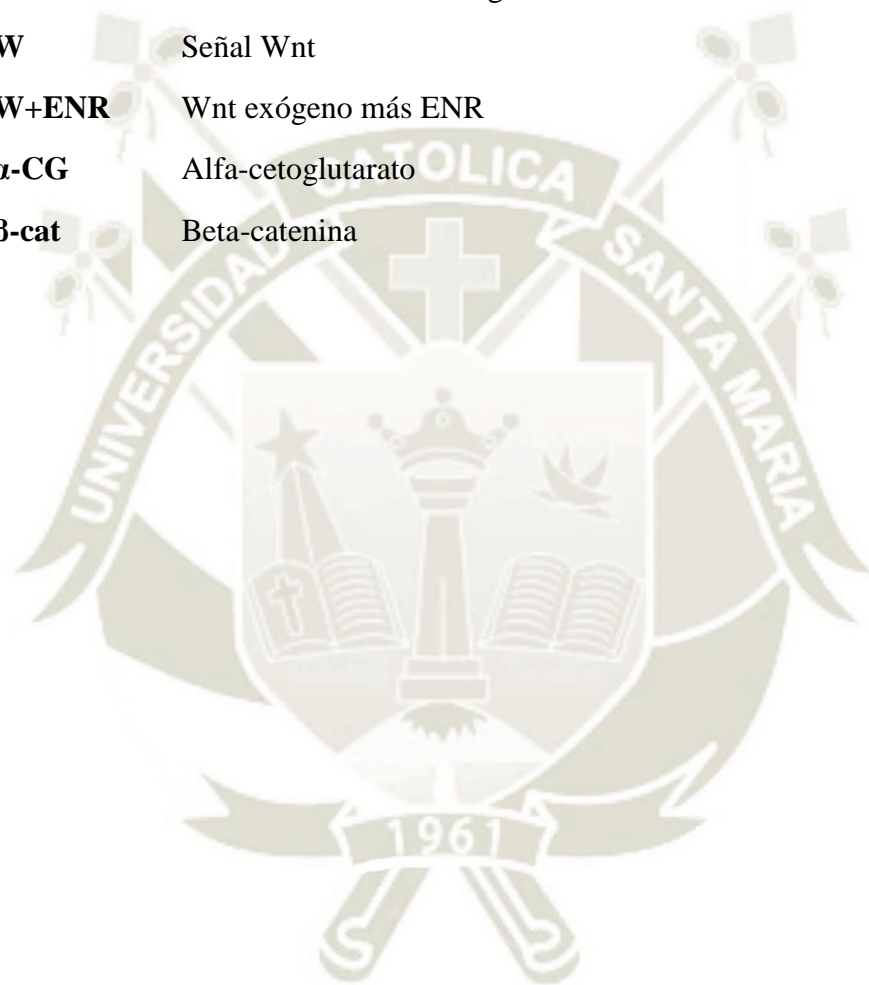 W Señal Wnt
W+ENR Wnt exógeno más ENR
α-CG Alfa-cetoglutarato
β-cat Beta-catenina
UNIVERSIDAD CATOLICA SANTA MARIA
1961